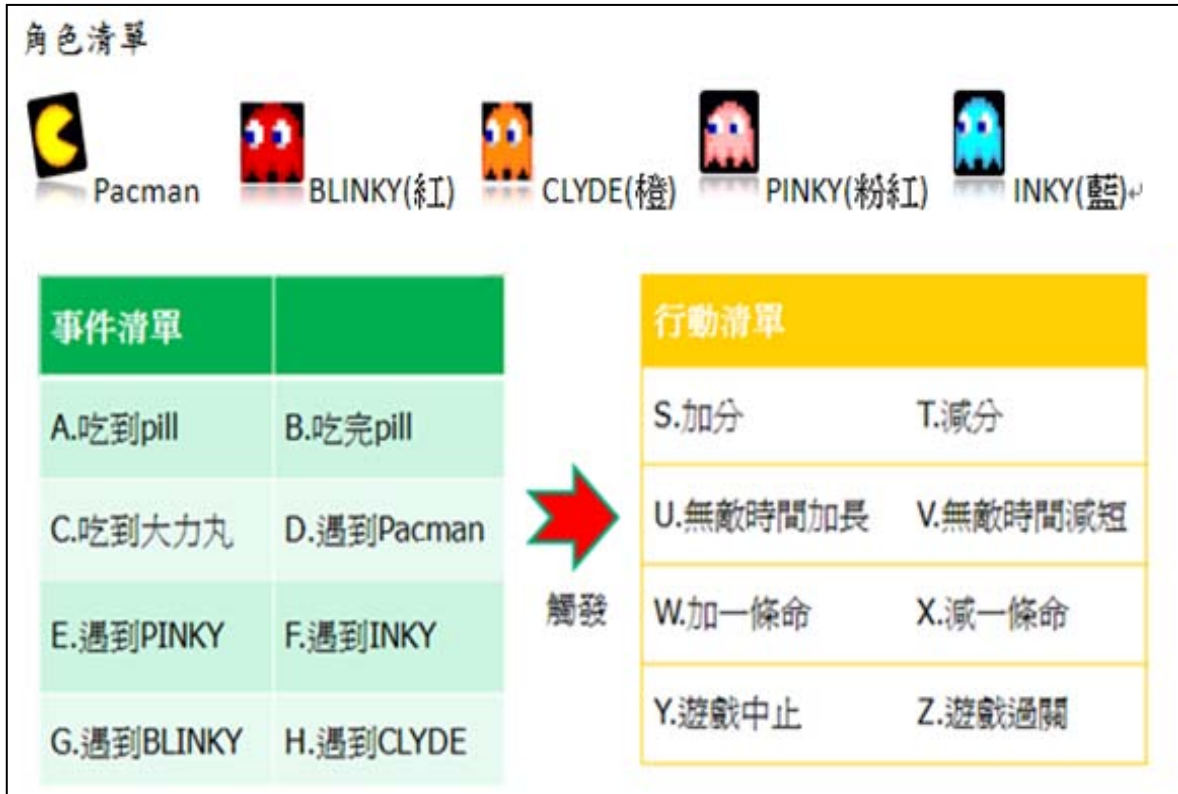 角色清單
Pacman BLINKY(紅) CLYDE(橙) PINKY(粉紅) INKY(藍)↵
事件清單
A.吃到pill B.吃完pill
C.吃到大力丸 D.遇到Pacman
E.遇到PINKY F.遇到INKY
G.遇到BLINKY H.遇到CLYDE
觸發
行動清單
S.加分 T.減分
U.無敵時間加長 V.無敵時間減短
W.加一條命 X.減一條命
Y.遊戲中止 Z.遊戲過關